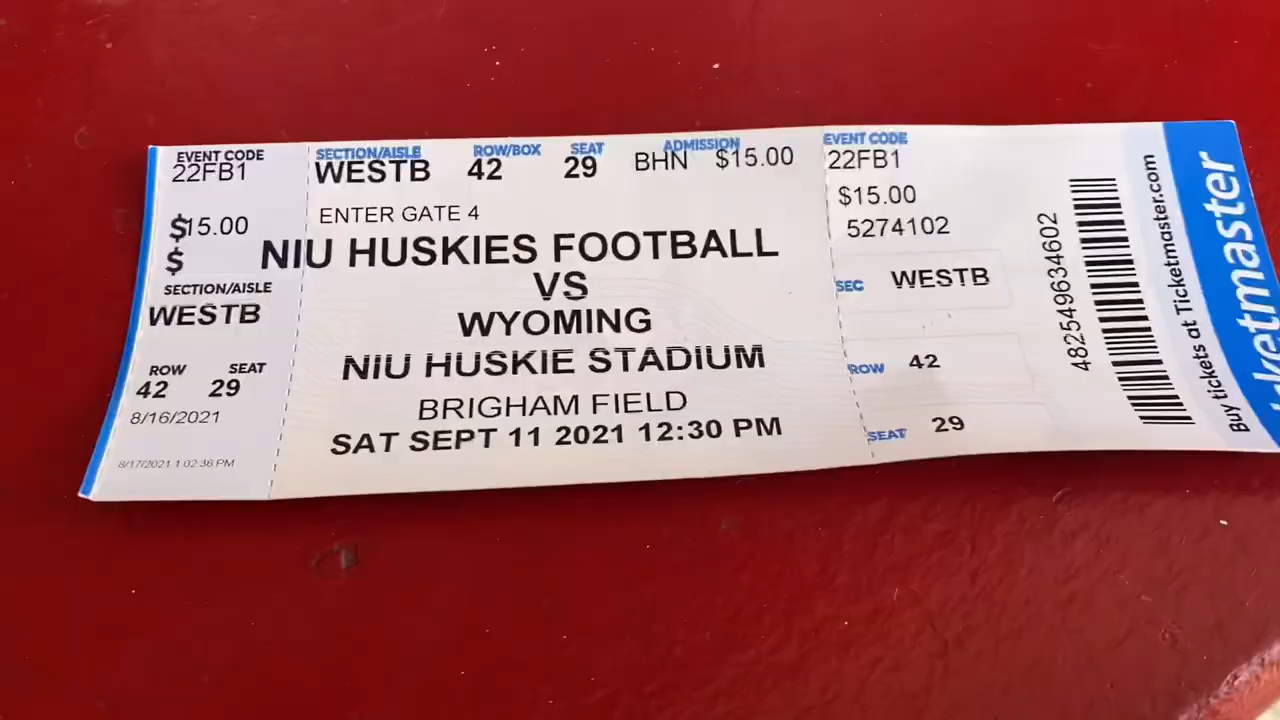 EVENT CODE
22FB1
$15.00
$
SECTION/AISLE
WESTB
ROW SEAT
42 29
8/16/2021
8/17/2021 1 02:36 PM
SECTION/AISLE ROW/BOX SEAT ADMISSION
WESTB 42 29 BHN $15.00
ENTER GATE 4
NIU HUSKIES FOOTBALL
VS
WYOMING
NIU HUSKIE STADIUM
BRIGHAM FIELD
SAT SEPT 11 2021 12:30 PM
EVENT CODE
22FB1
$15.00
5274102
SEC WESTB
ROW 42
SEAT 29
482549634602
Buy tickets at Ticketmaster.com
ketmaster